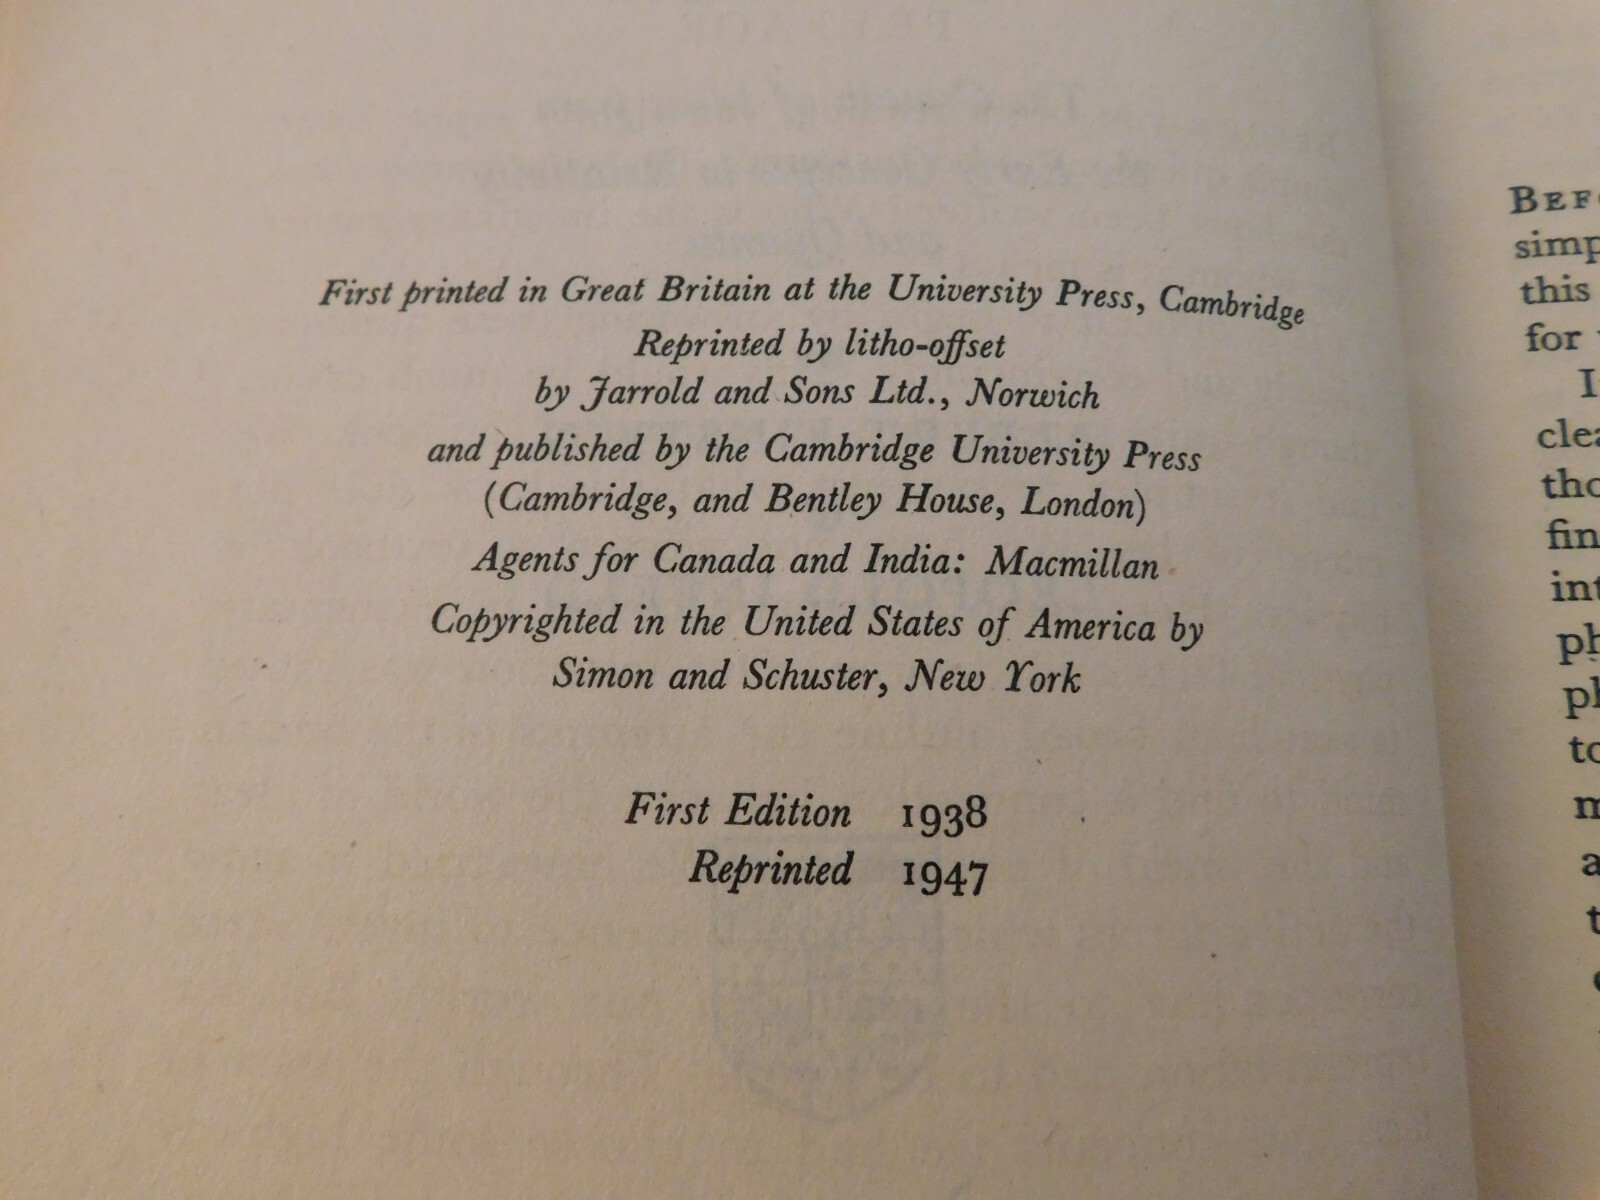 First printed in Great Britain at the University Press, Cambridge
Reprinted by litho-offset
by Jarrold and Sons Ltd., Norwich
and published by the Cambridge University Press
(Cambridge, and Bentley House, London)
Agents for Canada and India: Macmillan
Copyrighted in the United States of America by
Simon and Schuster, New York
First Edition 1938
Reprinted 1947
this
for